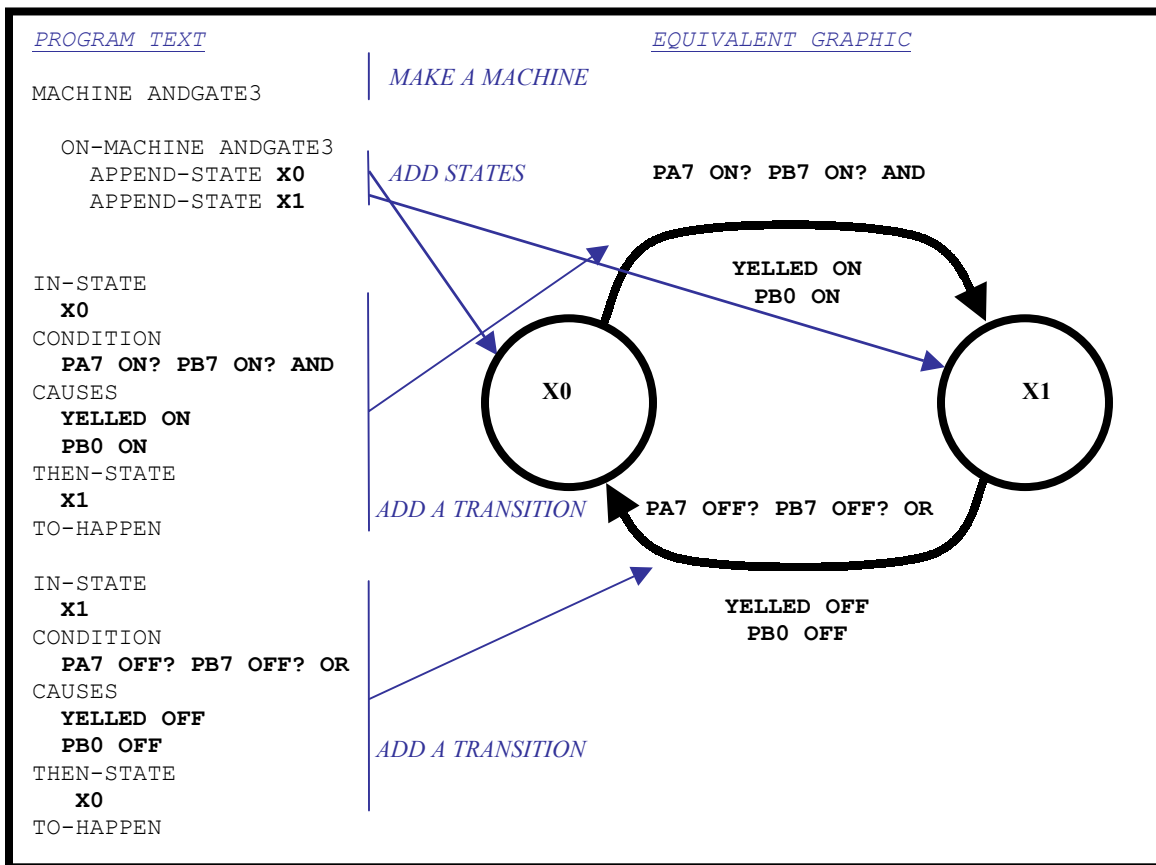 PROGRAM TEXT
MACHINE ANDGATE3
ON-MACHINE ANDGATE3
APPEND-STATE X0
APPEND-STATE X1
IN-STATE
X0
CONDITION
PA7 ON? PB7 ON? AND
CAUSES
YELLED ON
PB0 ON
THEN-STATE
X1
TO-HAPPEN
IN-STATE
X1
CONDITION
PA7 OFF? PB7 OFF? OR
CAUSES
YELLED OFF
PB0 OFF
THEN-STATE
X0
TO-HAPPEN
MAKE A MACHINE
ADD STATES
ADD A TRANSITION
ADD A TRANSITION
EQUIVALENT GRAPHIC
PA7 ON? PB7 ON? AND
YELLED ON
PB0 ON
X0
X1
PA7 OFF? PB7 OFF? OR
YELLED OFF
PB0 OFF